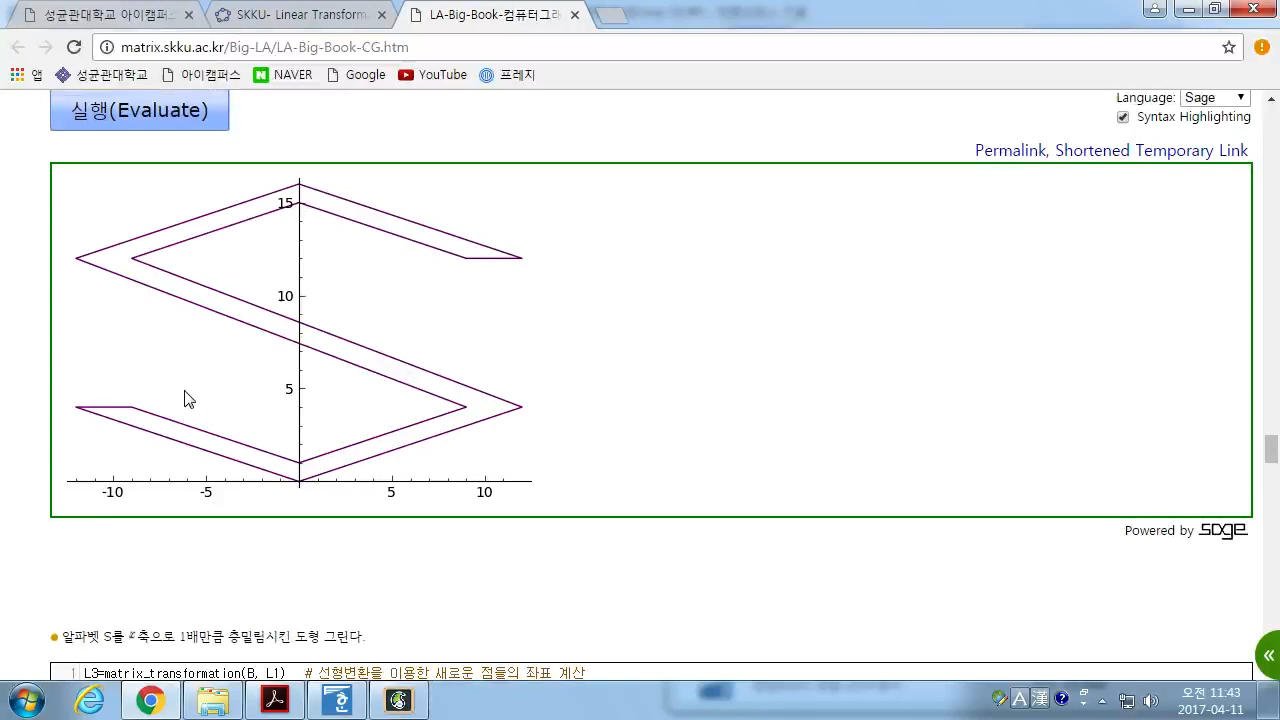 성균관대학교 아이캠퍼스
SKKU- Linear Transforma
LA-Big-Book-컴퓨터그래
matrix.skku.ac.kr/Big-LA/LA-Big-Book-CG.htm
앱 성균관대학교 아이캠퍼스 NAVER Google YouTube 프레지
실행(Evaluate)
Language: Sage
Syntax Highlighting
Permalink, Shortened Temporary Link
15
10
5
-10 -5 5 10
Powered by sage
알파벳 S를 x축으로 1배만큼 층밀림시킨 도형 그린다.
1 L3=matrix_transformation(B, L1) # 선형변환을 이용한 새로운 점들의 좌표 계산
A 漢
오전 11:43
2017-04-11